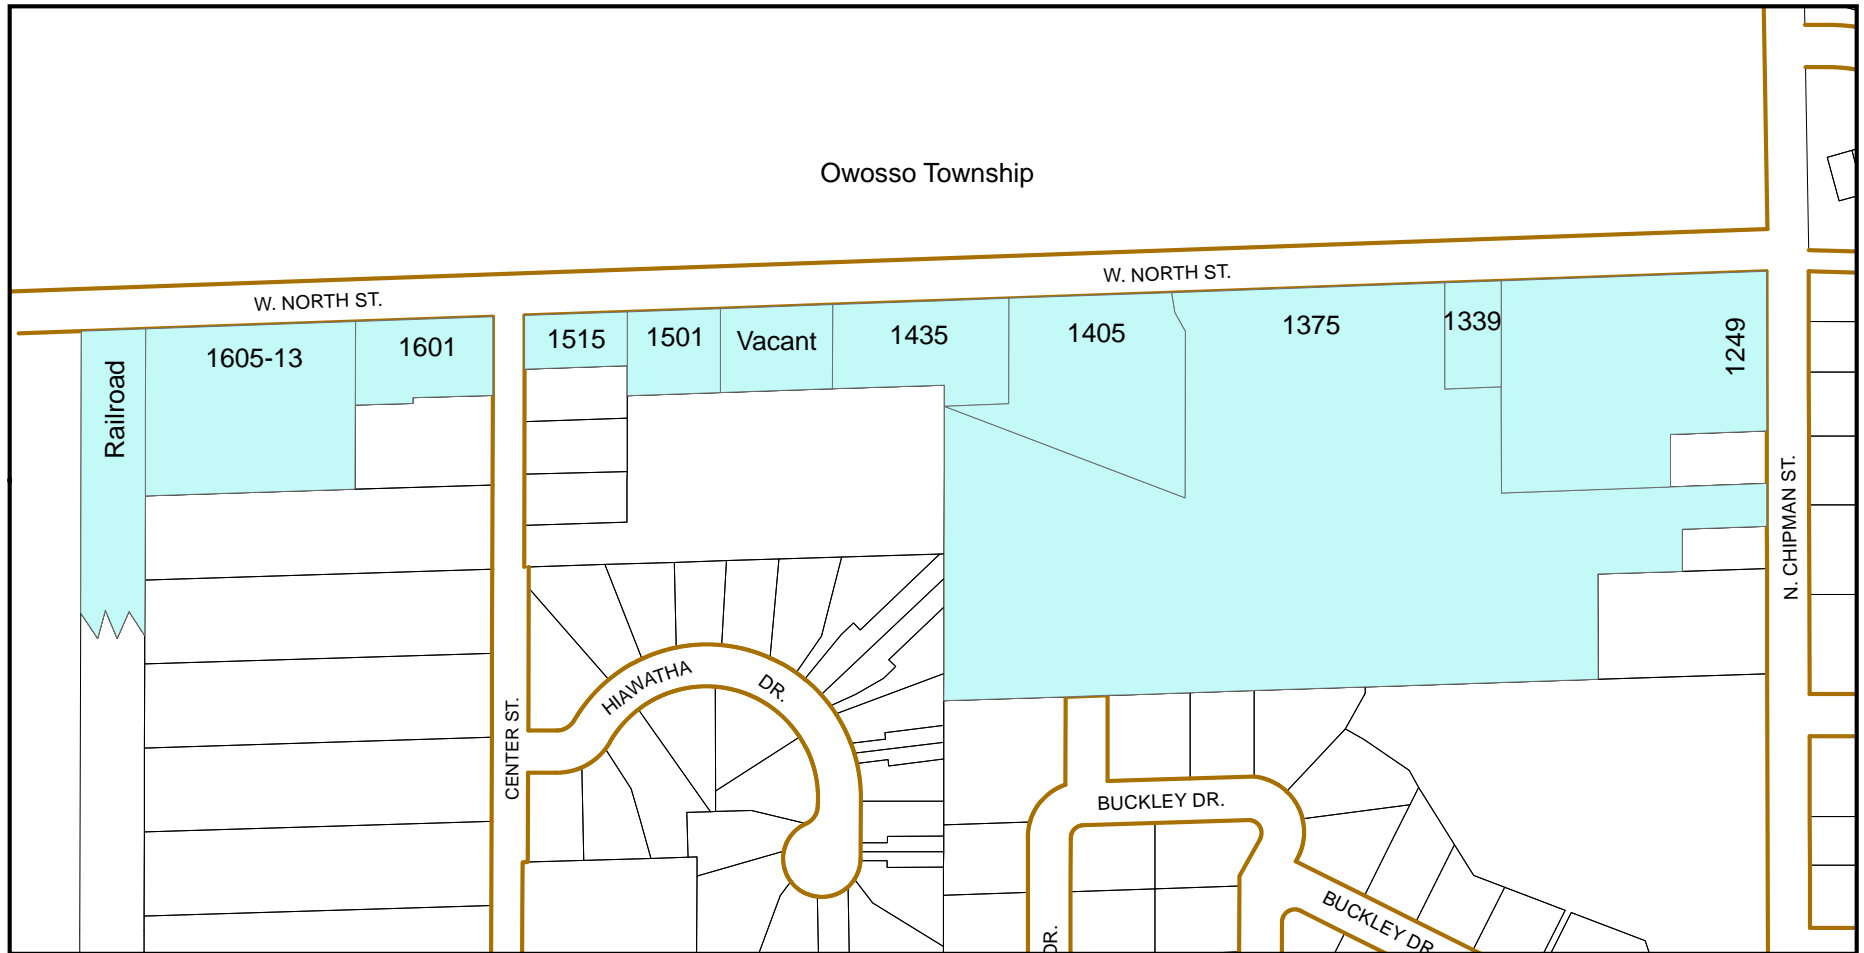 Owosso Township
W. NORTH ST.
W. NORTH ST.
Railroad
1605-13
1601
1515
1501
Vacant
1435
1405
1375
1339
1249
N. CHIPMAN ST.
CENTER ST.
HIAWATHA DR.
BUCKLEY DR.
BUCKLEY DR.
DR.